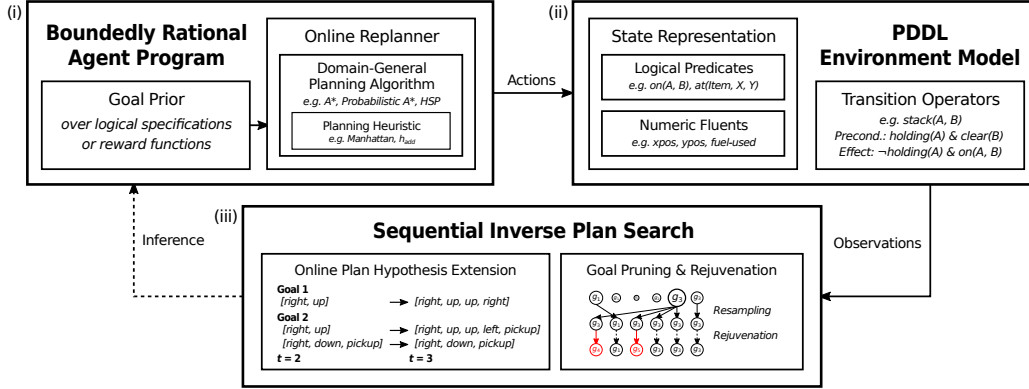 (i)
Boundedly Rational
Agent Program
Goal Prior
over logical specifications
or reward functions
Online Replanner
Domain-General
Planning Algorithm
e.g. A*, Probabilistic A*, HSP
Planning Heuristic
e.g. Manhattan, h_add
Actions
(ii)
State Representation
Logical Predicates
e.g. on(A, B), at(Item, X, Y)
Numeric Fluents
e.g. xpos, ypos, fuel-used
PDDL
Environment Model
Transition Operators
e.g. stack(A, B)
Precond.: holding(A) & clear(B)
Effect: ¬holding(A) & on(A, B)
Inference
Observations
(iii)
Sequential Inverse Plan Search
Online Plan Hypothesis Extension
Goal 1
[right, up] [right, up, up, right]
Goal 2
[right, up] [right, up, up, left, pickup]
[right, down, pickup] [right, down, pickup]
t = 2 t = 3
Goal Pruning & Rejuvenation
g₃
Resampling
Rejuvenation